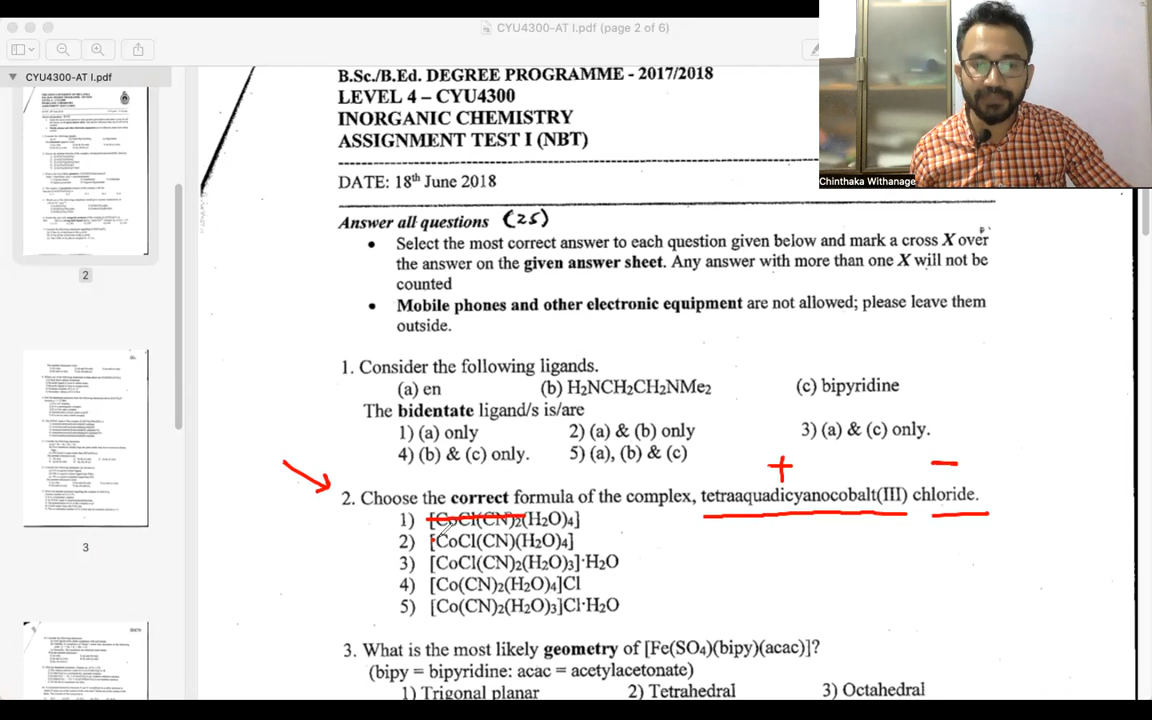 CYU4300-AT I.pdf (page 2 of 6)
CYU4300-AT I.pdf
2
3
B.Sc./B.Ed. DEGREE PROGRAMME - 2017/2018
LEVEL 4 – CYU4300
INORGANIC CHEMISTRY
ASSIGNMENT TEST I (NBT)
DATE: 18th June 2018
Chinthaka Withanage
Answer all questions (25)
• Select the most correct answer to each question given below and mark a cross X over
the answer on the given answer sheet. Any answer with more than one X will not be
counted
• Mobile phones and other electronic equipment are not allowed; please leave them
outside.
1. Consider the following ligands.
(a) en (b) H₂NCH₂CH₂NMe₂ (c) bipyridine
The bidentate ligand/s is/are
1) (a) only 2) (a) & (b) only 3) (a) & (c) only.
4) (b) & (c) only. 5) (a), (b) & (c)
+ −
2. Choose the correct formula of the complex, tetraaquadicyanocobalt(III) chloride.
1) [CoCl(CN)₂(H₂O)₄]
2) [CoCl(CN)(H₂O)₄]
3) [CoCl(CN)₂(H₂O)₃]·H₂O
4) [Co(CN)₂(H₂O)₄]Cl
5) [Co(CN)₂(H₂O)₃]Cl·H₂O
3. What is the most likely geometry of [Fe(SO₄)(bipy)(acac)]?
(bipy = bipyridine: acac = acetylacetonate)
1) Trigonal planar 2) Tetrahedral 3) Octahedral